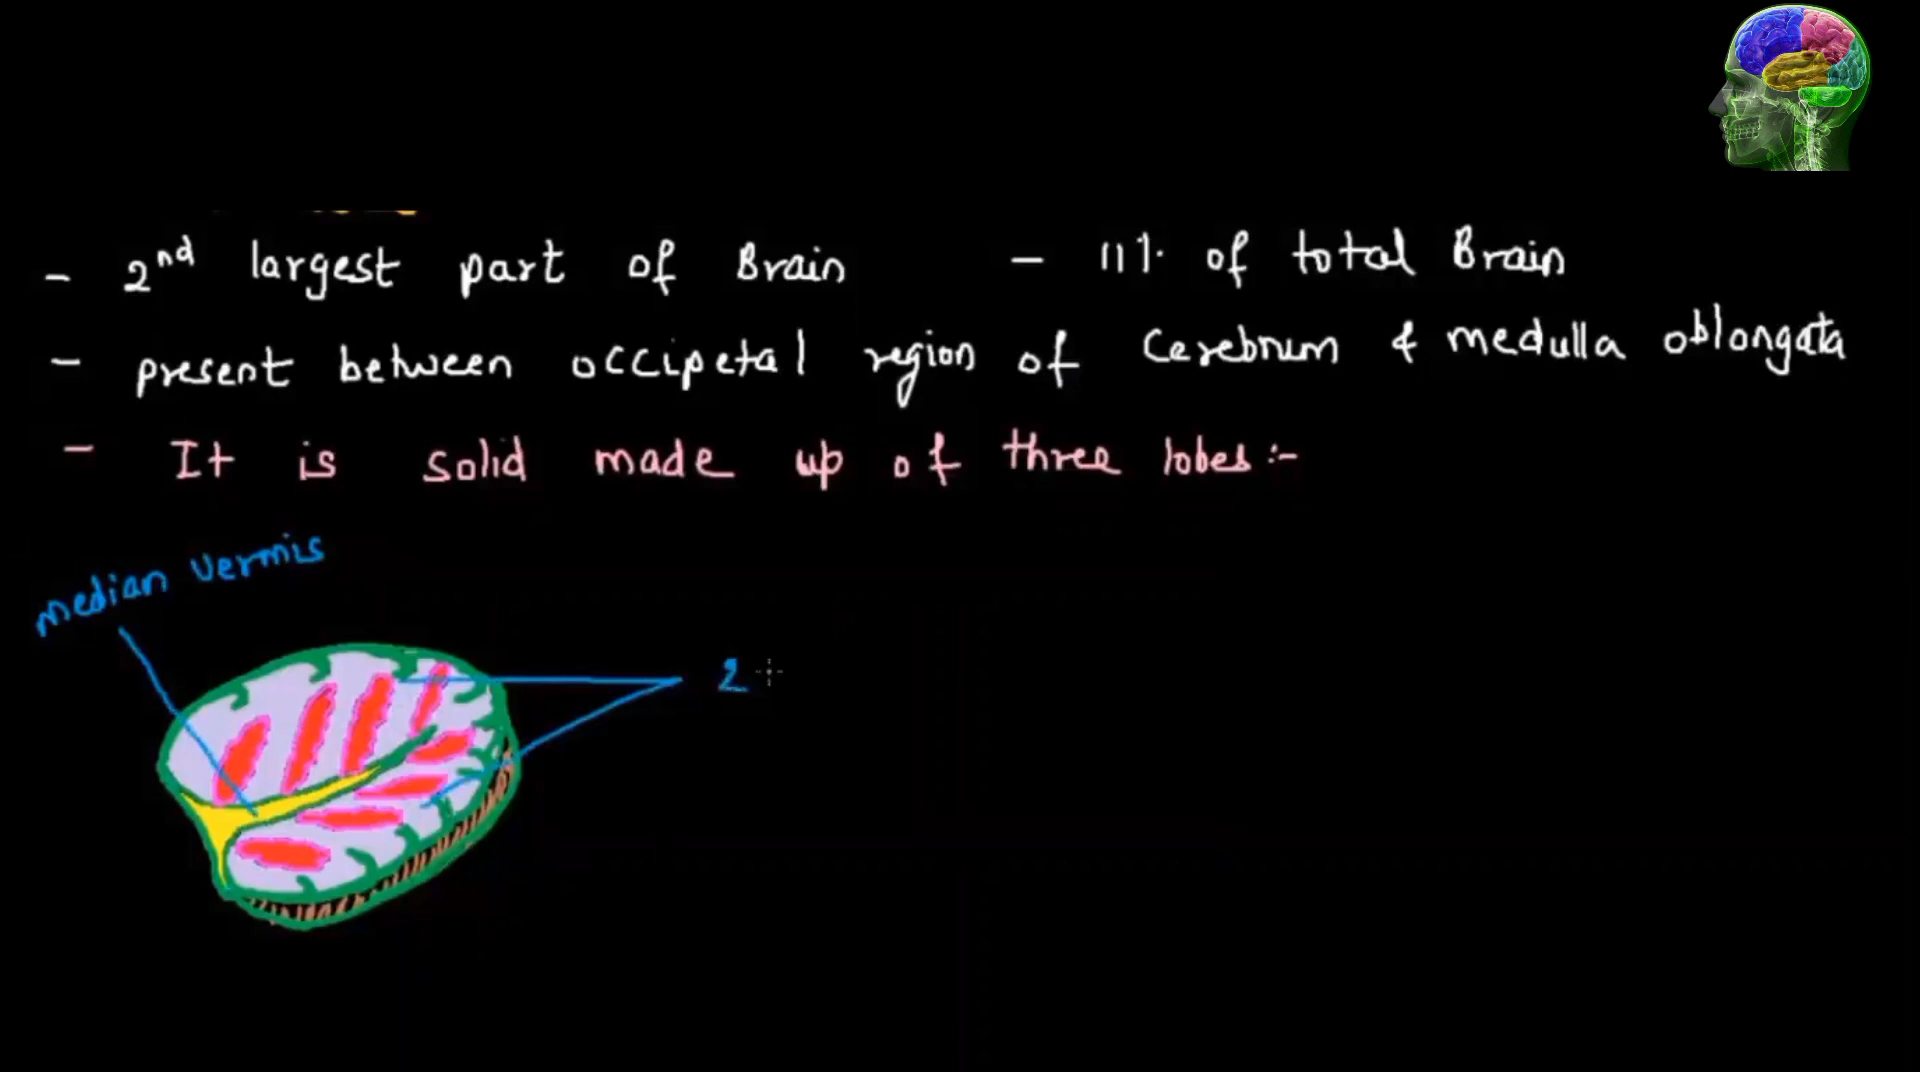 - 2nd largest part of Brain - 11% of total Brain
- present between occipetal region of Cerebrum & medulla oblongata
- It is solid made up of three lobes :-
median vermis
2